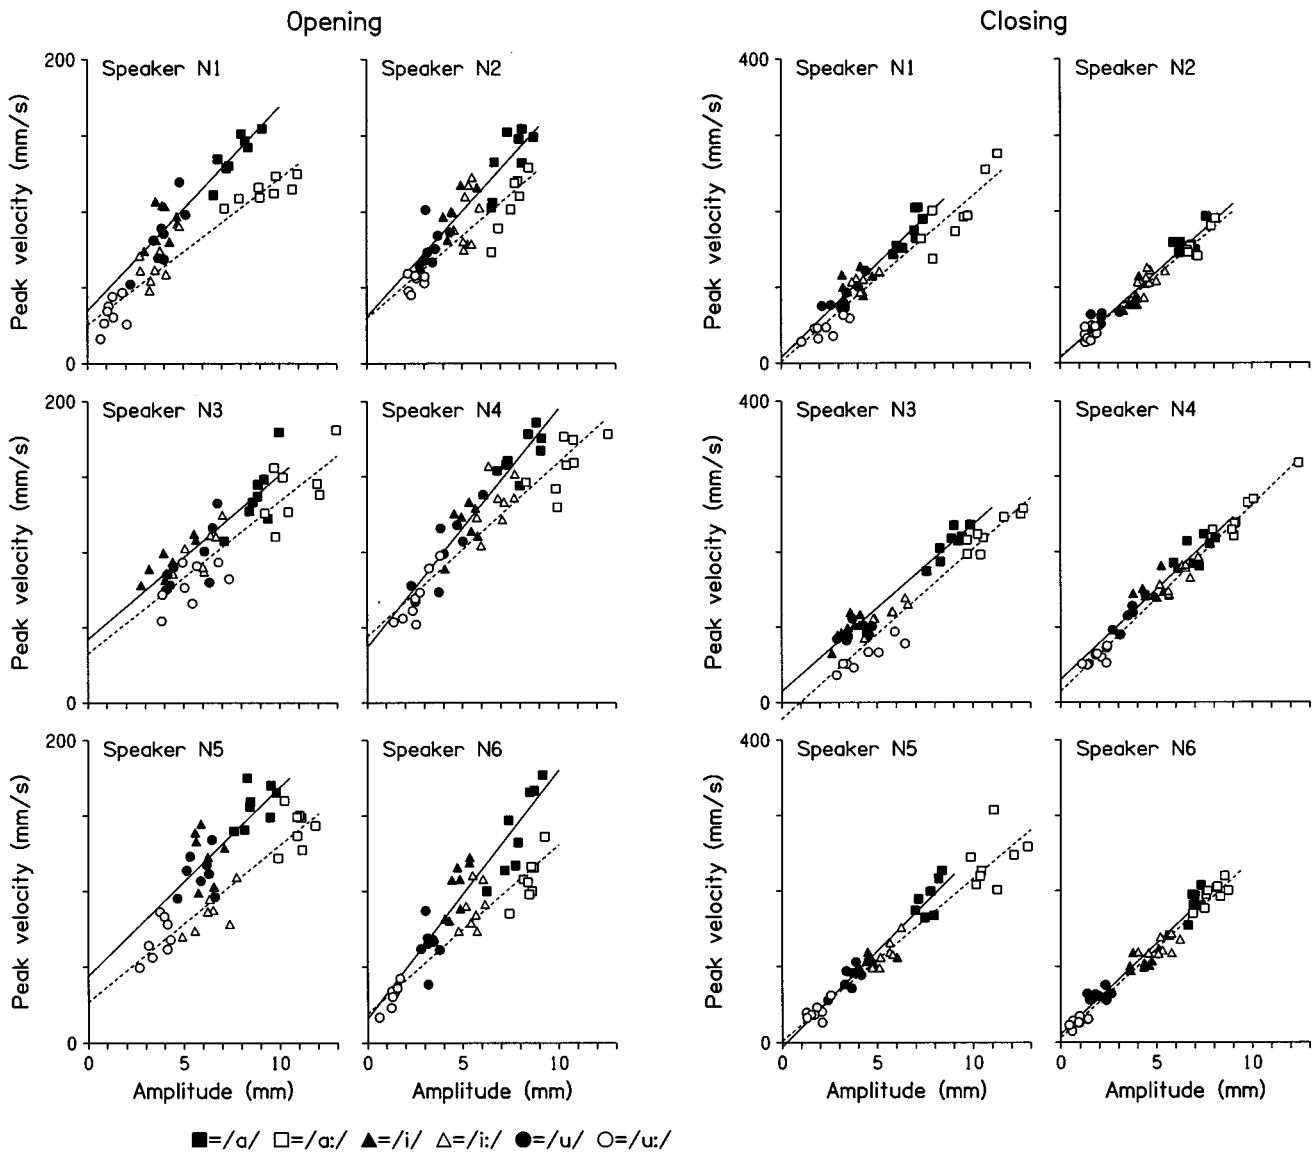 Opening Closing
200 Speaker N1 Speaker N2 400 Speaker N1 Speaker N2
Peak velocity (mm/s) Peak velocity (mm/s)
0 0
200 Speaker N3 Speaker N4 400 Speaker N3 Speaker N4
Peak velocity (mm/s) Peak velocity (mm/s)
0 0
200 Speaker N5 Speaker N6 400 Speaker N5 Speaker N6
Peak velocity (mm/s) Peak velocity (mm/s)
0 0
0 5 10 0 5 10 0 5 10 0 5 10
Amplitude (mm) Amplitude (mm) Amplitude (mm) Amplitude (mm)
■=/a/ □=/a:/ ▲=/i/ △=/i:/ ●=/u/ ○=/u:/